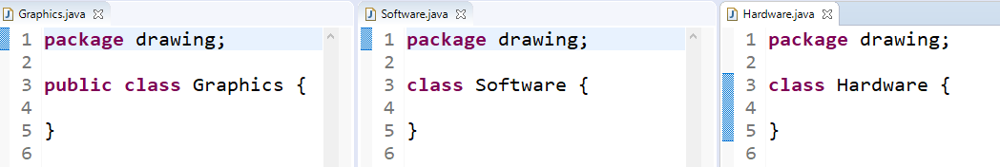 Graphics.java
1 package drawing;
2
3 public class Graphics {
4
5 }
6
Software.java
1 package drawing;
2
3 class Software {
4
5 }
6
Hardware.java
1 package drawing;
2
3 class Hardware {
4
5 }
6